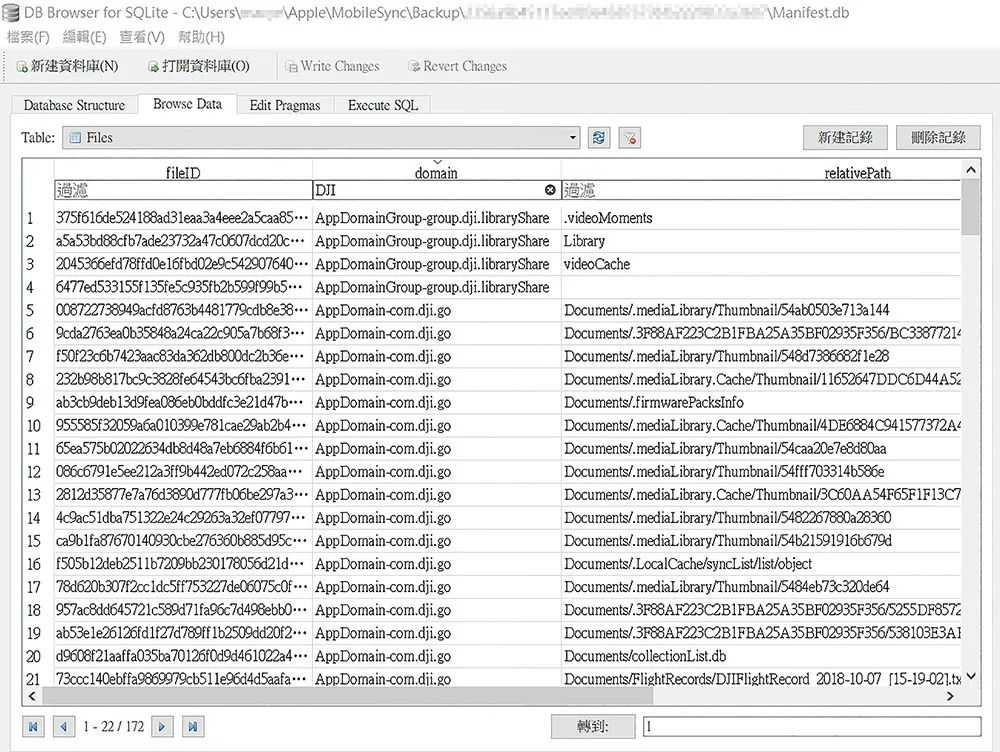 DB Browser for SQLite - C:\Users\ \Apple\MobileSync\Backup\ \Manifest.db
檔案(F) 編輯(E) 查看(V) 幫助(H)
新建資料庫(N) 打開資料庫(O) Write Changes Revert Changes
Database Structure Browse Data Edit Pragmas Execute SQL
Table: Files 新建記錄 刪除記錄
fileID domain relativePath
過濾 DJI 過濾
1 375f616de524188ad31eaa3a4eee2a5caa85··· AppDomainGroup-group.dji.libraryShare .videoMoments
2 a5a53bd88cfb7ade23732a47c0607dcd20c··· AppDomainGroup-group.dji.libraryShare Library
3 2045366efd78ffd0e16fbd02e9c542907640··· AppDomainGroup-group.dji.libraryShare videoCache
4 6477ed533155f135fe5c935fb2b599f99b5··· AppDomainGroup-group.dji.libraryShare
5 008722738949acfd8763b4481779cdb8e38··· AppDomain-com.dji.go Documents/.mediaLibrary/Thumbnail/54ab0503e713a144
6 9cda2763ea0b35848a24ca22c905a7b68f3··· AppDomain-com.dji.go Documents/.3F88AF223C2B1FBA25A35BF02935F356/BC33877214
7 f50f23c6b7423aac83da362db800dc2b36e··· AppDomain-com.dji.go Documents/.mediaLibrary/Thumbnail/548d7386682f1e28
8 232b98b817bc9c3828fe64543bc6fba2391··· AppDomain-com.dji.go Documents/.mediaLibrary.Cache/Thumbnail/11652647DDC6D44A52
9 ab3cb9deb13d9fea086eb0bddfc3e21d47b··· AppDomain-com.dji.go Documents/.firmwarePacksInfo
10 955585f32059a6a010399e781cae29ab2b4··· AppDomain-com.dji.go Documents/.mediaLibrary.Cache/Thumbnail/4DE6884C941577372A4
11 65ea575b02022634db8d48a7eb6884f6b61··· AppDomain-com.dji.go Documents/.mediaLibrary/Thumbnail/54caa20e7e8d80aa
12 086c6791e5ee212a3ff9b442ed072c258aa··· AppDomain-com.dji.go Documents/.mediaLibrary/Thumbnail/54fff703314b586e
13 2812d35877e7a76d3890d777fb06be297a3··· AppDomain-com.dji.go Documents/.mediaLibrary.Cache/Thumbnail/3C60AA54F65F1F13C7
14 4c9ac51dba751322e24c29263a32ef07797··· AppDomain-com.dji.go Documents/.mediaLibrary/Thumbnail/5482267880a28360
15 ca9b1fa87670140930cbe276360b885d95c··· AppDomain-com.dji.go Documents/.mediaLibrary/Thumbnail/54b21591916b679d
16 f505b12deb2511b7209bb230178056d21d··· AppDomain-com.dji.go Documents/.LocalCache/syncList/list/object
17 78d620b307f2cc1dc5ff753227de06075c0f··· AppDomain-com.dji.go Documents/.mediaLibrary/Thumbnail/5484eb73c320de64
18 957ac8dd645721c589d71fa96c7d498ebb0··· AppDomain-com.dji.go Documents/.3F88AF223C2B1FBA25A35BF02935F356/5255DF8572
19 ab53e1e26126fd1f27d789ff1b2509dd20f2··· AppDomain-com.dji.go Documents/.3F88AF223C2B1FBA25A35BF02935F356/538103E3A1
20 d9608f21aaffa035ba70126f0d9d461022a4··· AppDomain-com.dji.go Documents/collectionList.db
21 73ccc140ebffa9869979cb511e96d4d5aafa··· AppDomain-com.dji.go Documents/FlightRecords/DJIFlightRecord_2018-10-07_[15-19-02].tx
1 - 22 / 172 轉到: 1